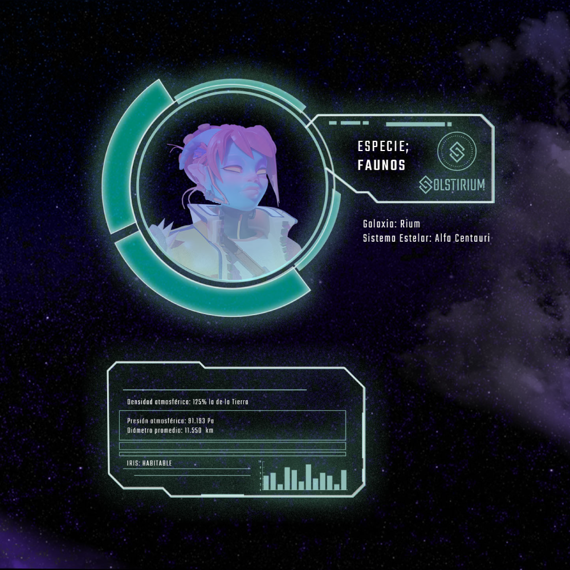 ESPECIE;
FAUNOS
SOLSTIRIUM
Galaxia: Rium
Sistema Estelar: Alfa Centauri
Densidad atmosférica: 125% la de la Tierra
Presión atmosférica: 91,193 Pa
Diámetro promedio: 11,550 km
IRIS: HABITABLE